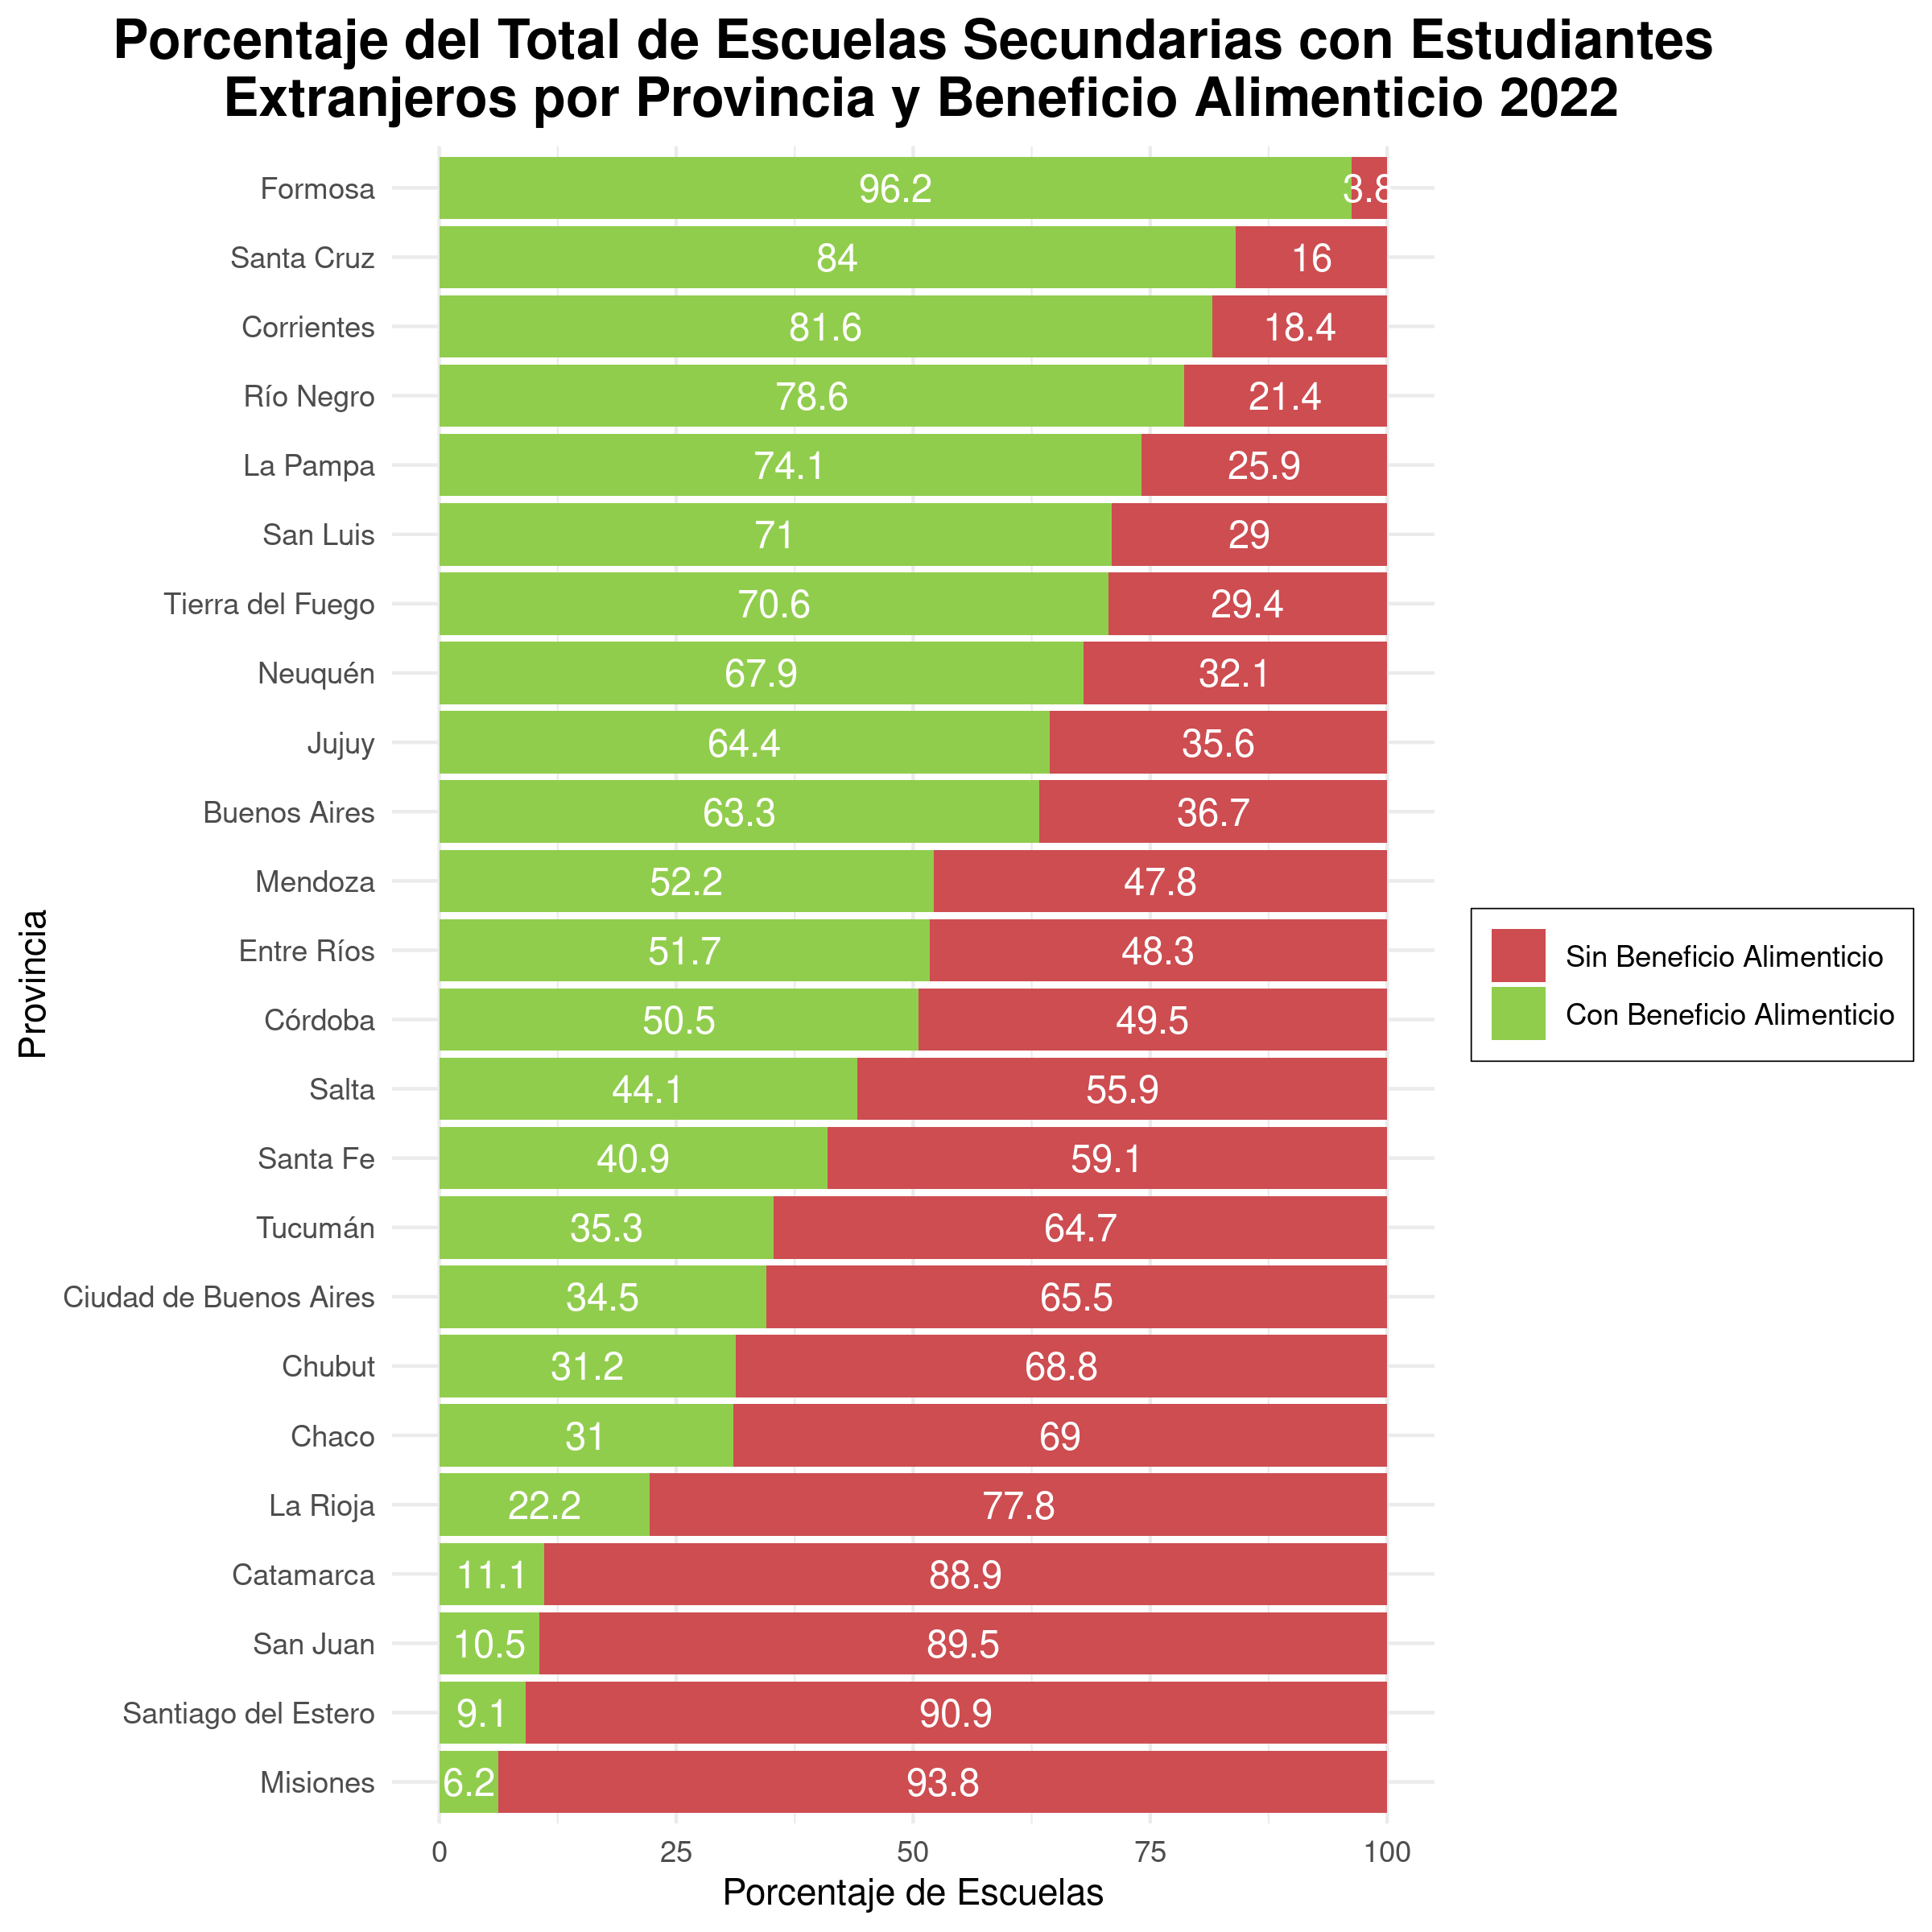 Porcentaje del Total de Escuelas Secundarias con Estudiantes
Extranjeros por Provincia y Beneficio Alimenticio 2022
Formosa 96.2 3.8
Santa Cruz 84 16
Corrientes 81.6 18.4
Río Negro 78.6 21.4
La Pampa 74.1 25.9
San Luis 71 29
Tierra del Fuego 70.6 29.4
Neuquén 67.9 32.1
Jujuy 64.4 35.6
Buenos Aires 63.3 36.7
Mendoza 52.2 47.8
Entre Ríos 51.7 48.3
Córdoba 50.5 49.5
Salta 44.1 55.9
Santa Fe 40.9 59.1
Tucumán 35.3 64.7
Ciudad de Buenos Aires 34.5 65.5
Chubut 31.2 68.8
Chaco 31 69
La Rioja 22.2 77.8
Catamarca 11.1 88.9
San Juan 10.5 89.5
Santiago del Estero 9.1 90.9
Misiones 6.2 93.8
0 25 50 75 100
Porcentaje de Escuelas
Provincia
Sin Beneficio Alimenticio
Con Beneficio Alimenticio